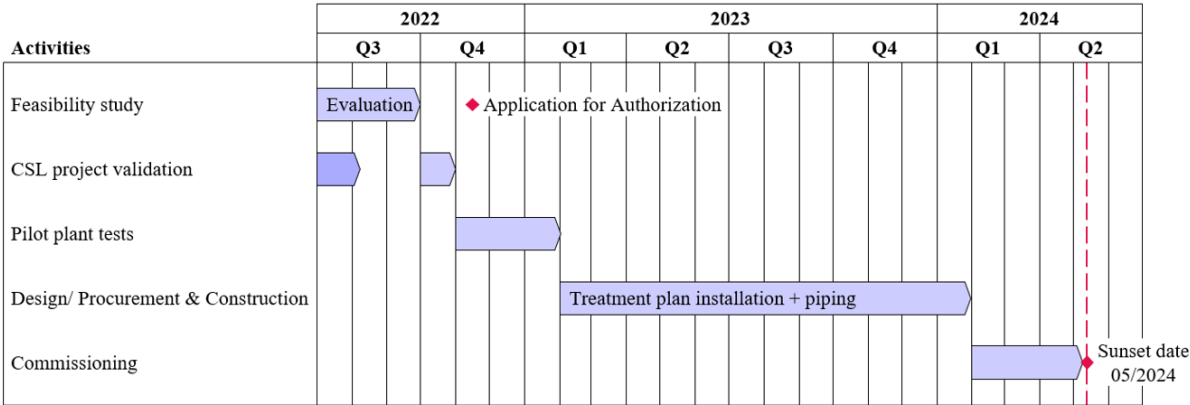 2022 2023 2024
Activities Q3 Q4 Q1 Q2 Q3 Q4 Q1 Q2
Feasibility study Evaluation Application for Authorization
CSL project validation
Pilot plant tests
Design/ Procurement & Construction Treatment plan installation + piping
Commissioning Sunset date
05/2024